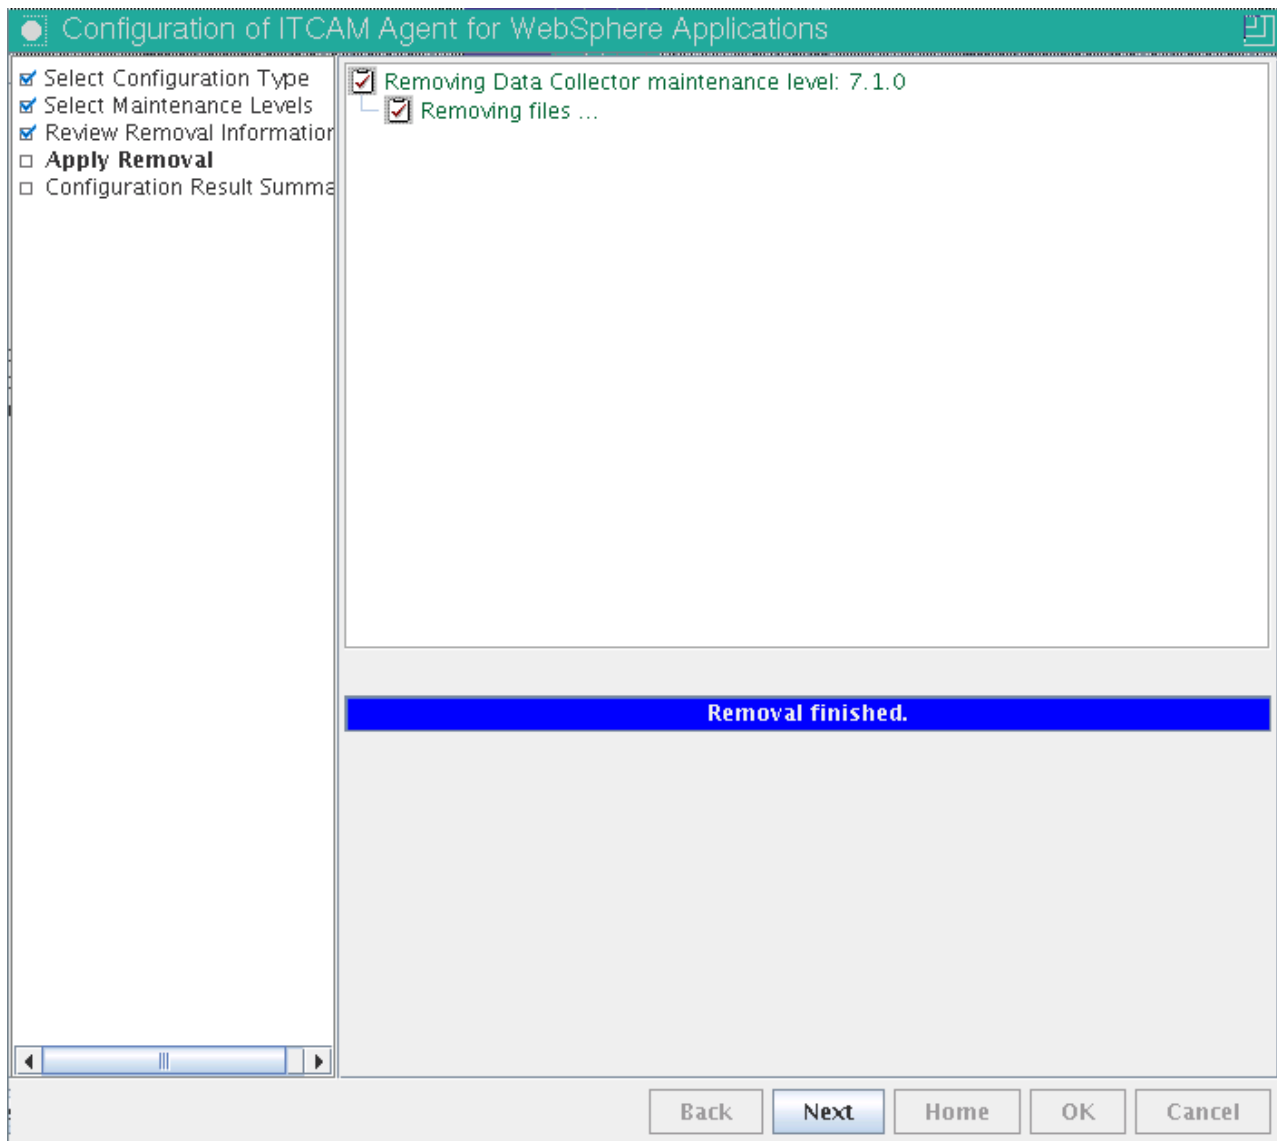 Configuration of ITCAM Agent for WebSphere Applications
Select Configuration Type
Select Maintenance Levels
Review Removal Information
Apply Removal
Configuration Result Summa
Removing Data Collector maintenance level: 7.1.0
Removing files ...
Removal finished.
Back Next Home OK Cancel